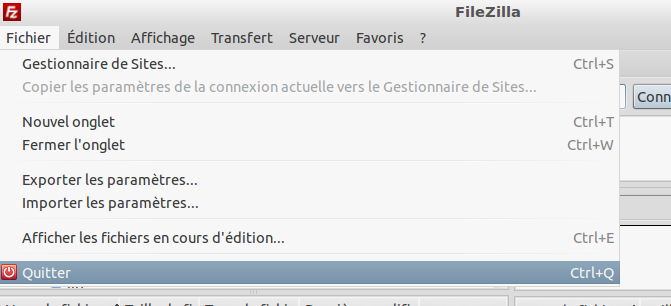 FileZilla
Fichier Édition Affichage Transfert Serveur Favoris ?
Gestionnaire de Sites... Ctrl+S
Copier les paramètres de la connexion actuelle vers le Gestionnaire de Sites...
Conn
Nouvel onglet Ctrl+T
Fermer l'onglet Ctrl+W
Exporter les paramètres...
Importer les paramètres...
Afficher les fichiers en cours d'édition... Ctrl+E
Quitter Ctrl+Q